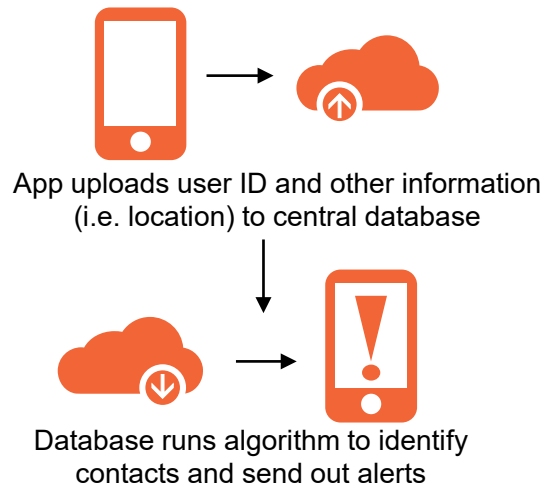 App uploads user ID and other information
(i.e. location) to central database
Database runs algorithm to identify
contacts and send out alerts